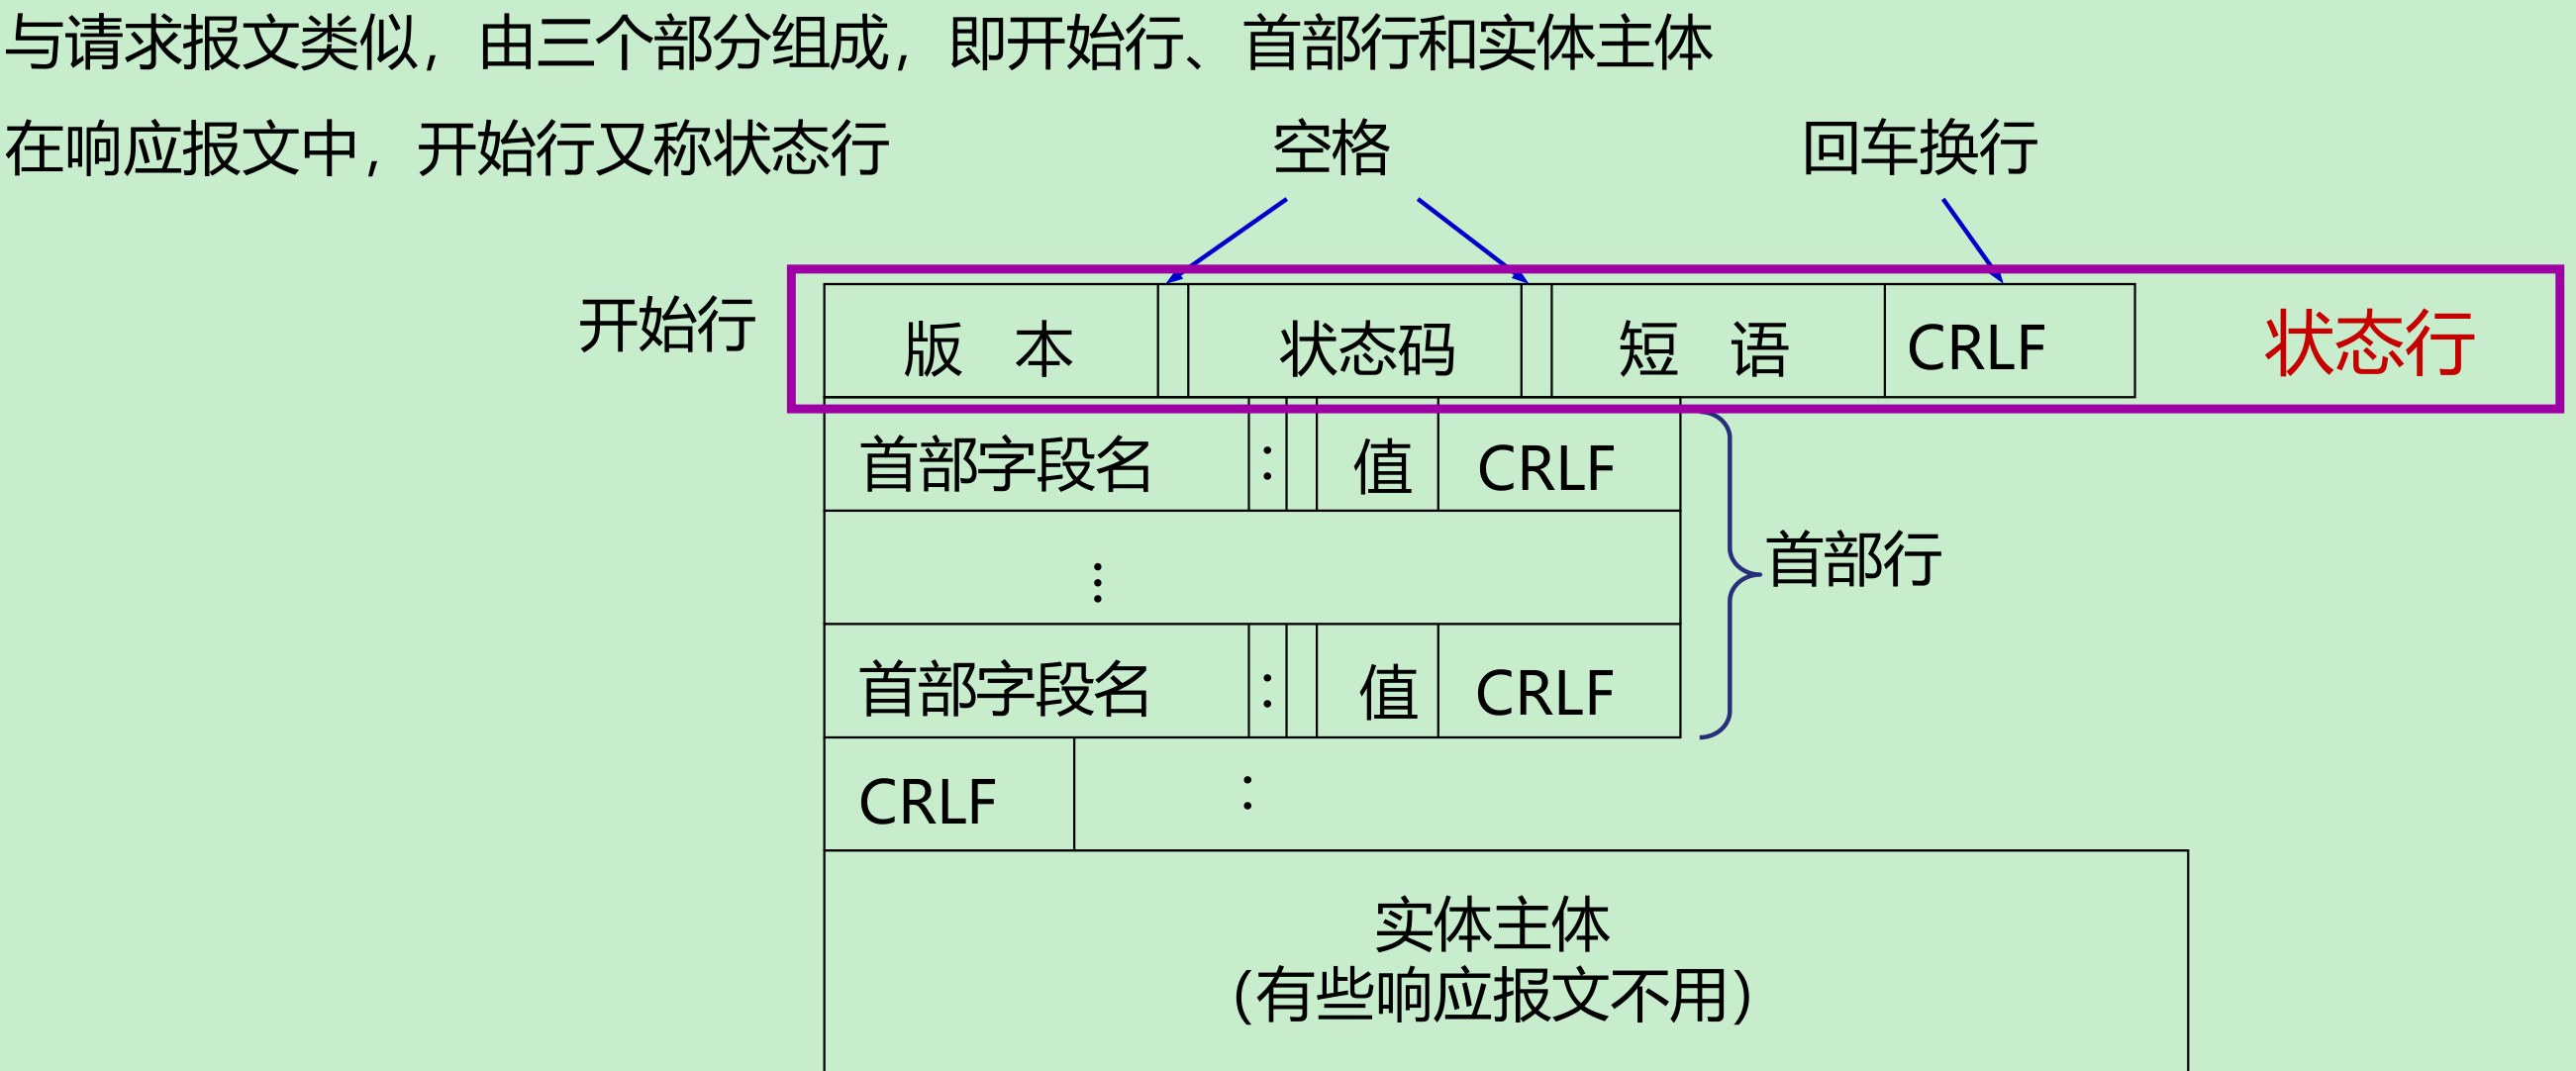 与请求报文类似，由三个部分组成，即开始行、首部行和实体主体
在响应报文中，开始行又称状态行
空格
回车换行
开始行
版 本
状态码
短 语
CRLF
状态行
首部字段名 : 值 CRLF
⋮
首部行
首部字段名 : 值 CRLF
CRLF :
实体主体
(有些响应报文不用)